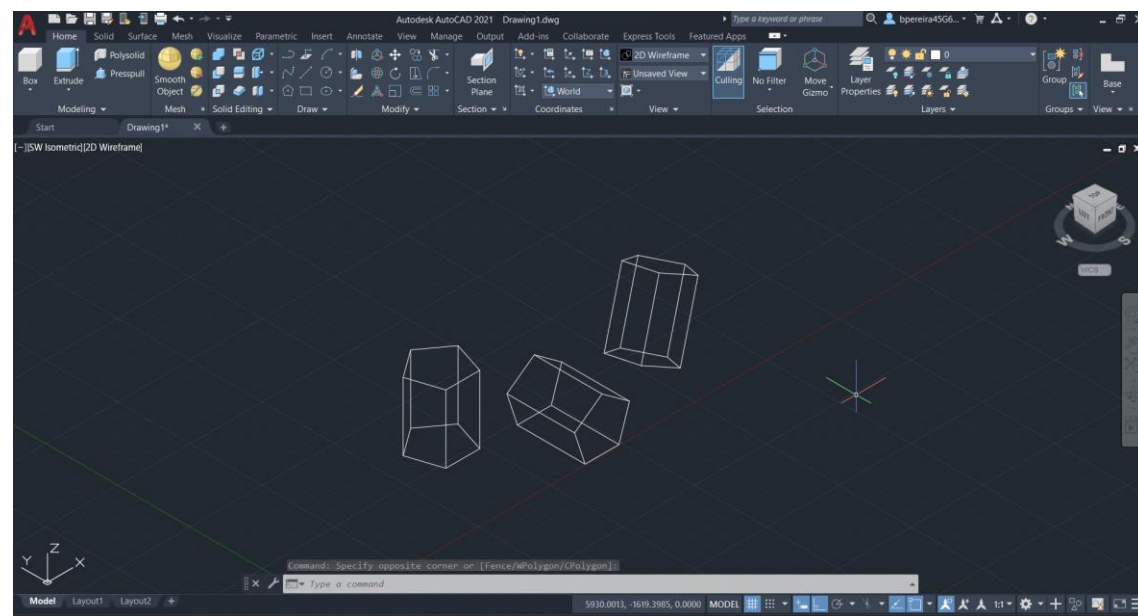 Autodesk AutoCAD 2021 Drawing1.dwg
Type a keyword or phrase
bpereira45G6...
Home Solid Surface Mesh Visualize Parametric Insert Annotate View Manage Output Add-ins Collaborate Express Tools Featured Apps
Polysolid
Presspull
Box Extrude
Smooth Object
Section Plane
World
2D Wireframe
Unsaved View
Culling No Filter Move Gizmo
Layer Properties
0
Group Base
Modeling Mesh Solid Editing Draw Modify Section Coordinates View Selection Layers Groups View
Start Drawing1* +
[−][SW Isometric][2D Wireframe]
TOP
LEFT FRONT
W S
WCS
Z
Y X
Command: Specify opposite corner or [Fence/WPolygon/CPolygon]:
Type a command
Model Layout1 Layout2 + 5930.0013, -1619.3985, 0.0000 MODEL 1:1